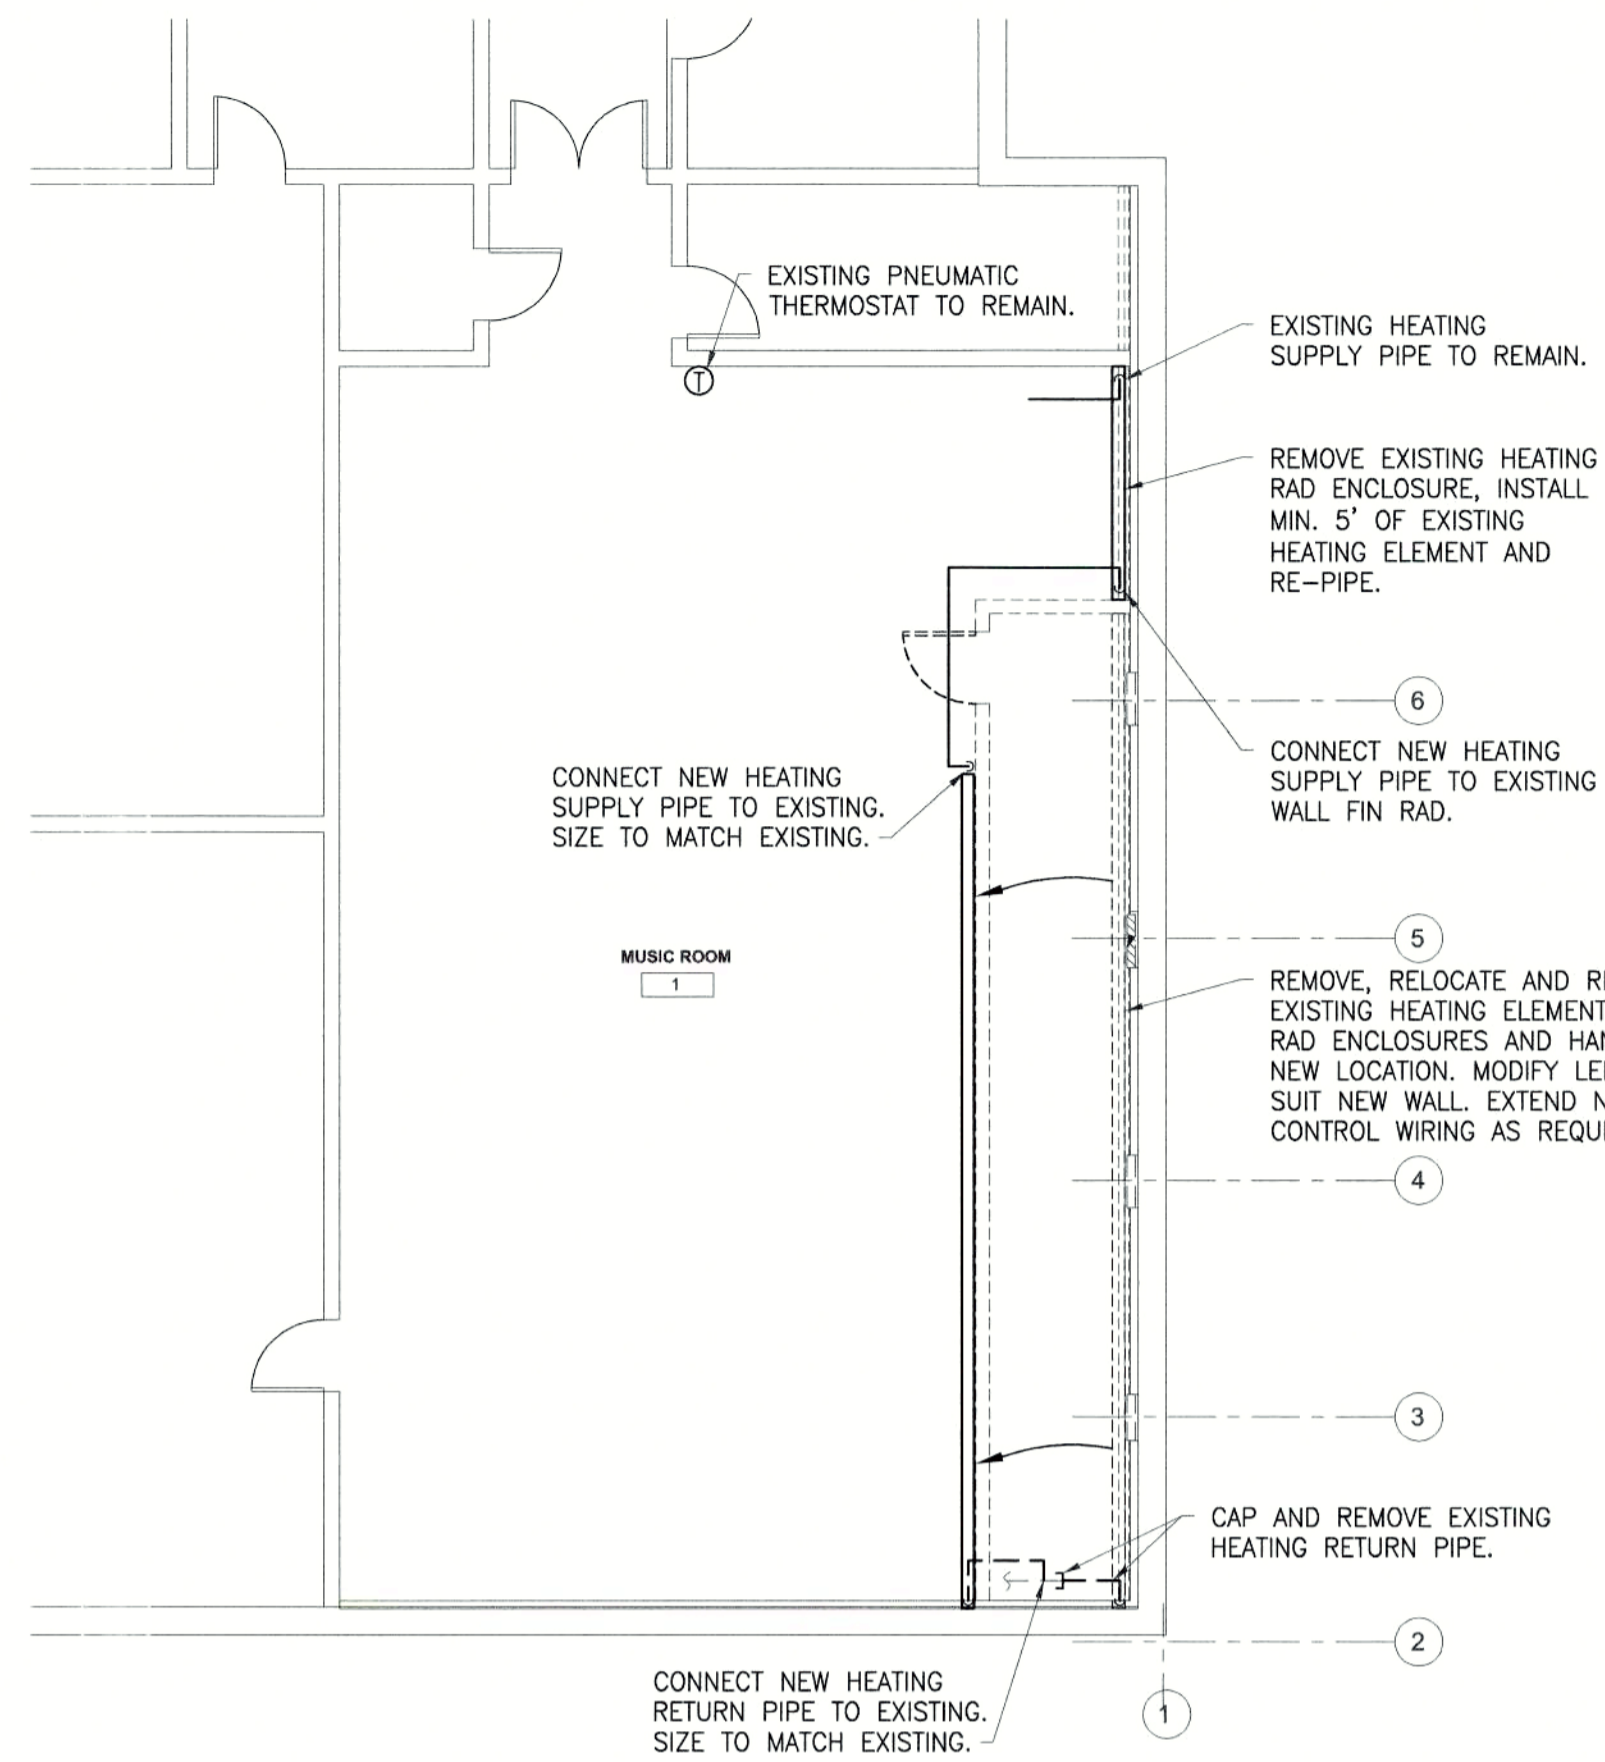 EXISTING PNEUMATIC
THERMOSTAT TO REMAIN.
T
EXISTING HEATING
SUPPLY PIPE TO REMAIN.
REMOVE EXISTING HEATING
RAD ENCLOSURE, INSTALL
MIN. 5' OF EXISTING
HEATING ELEMENT AND
RE-PIPE.
6
CONNECT NEW HEATING
SUPPLY PIPE TO EXISTING
WALL FIN RAD.
CONNECT NEW HEATING
SUPPLY PIPE TO EXISTING.
SIZE TO MATCH EXISTING.
5
MUSIC ROOM
1
REMOVE, RELOCATE AND
EXISTING HEATING ELEMENT
RAD ENCLOSURES AND
NEW LOCATION. MODIFY
SUIT NEW WALL. EXTEND
CONTROL WIRING AS
4
3
CAP AND REMOVE EXISTING
HEATING RETURN PIPE.
2
CONNECT NEW HEATING
RETURN PIPE TO EXISTING.
SIZE TO MATCH EXISTING.
1